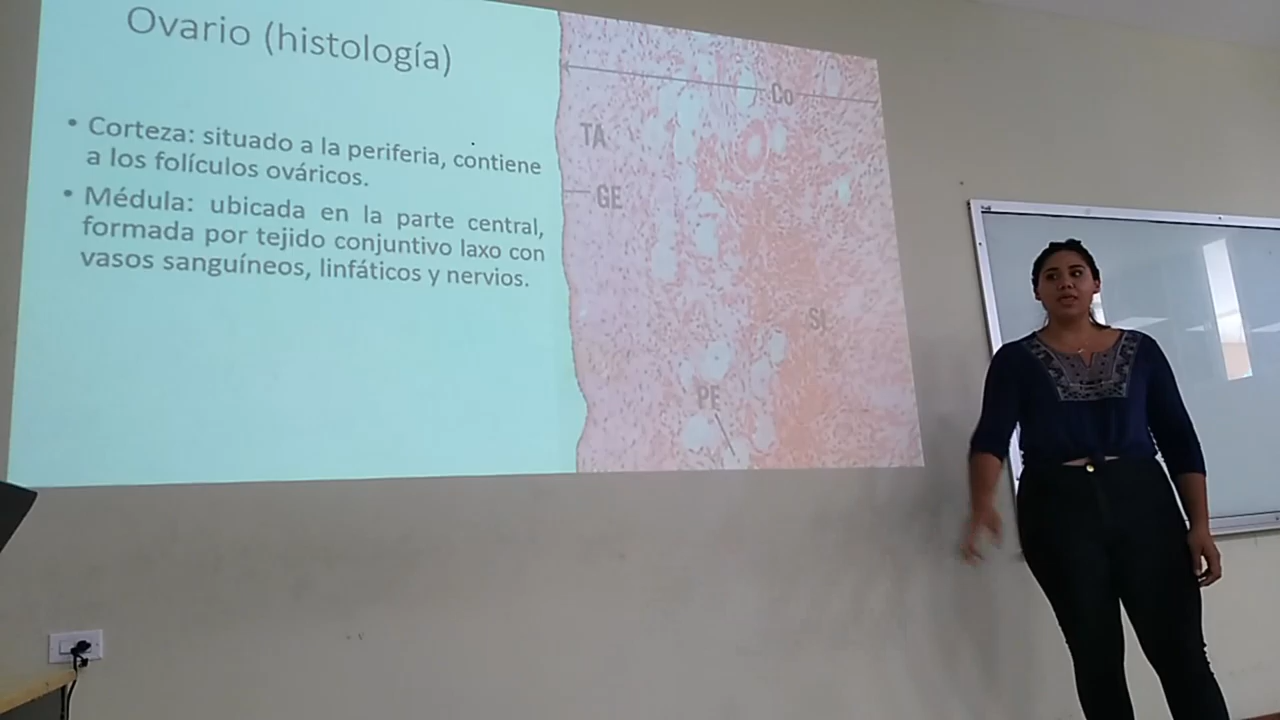 Ovario (histología)
• Corteza: situado a la periferia, contiene
a los folículos ováricos.
• Médula: ubicada en la parte central,
formada por tejido conjuntivo laxo con
vasos sanguíneos, linfáticos y nervios.
Co
TA
GE
SI
PF